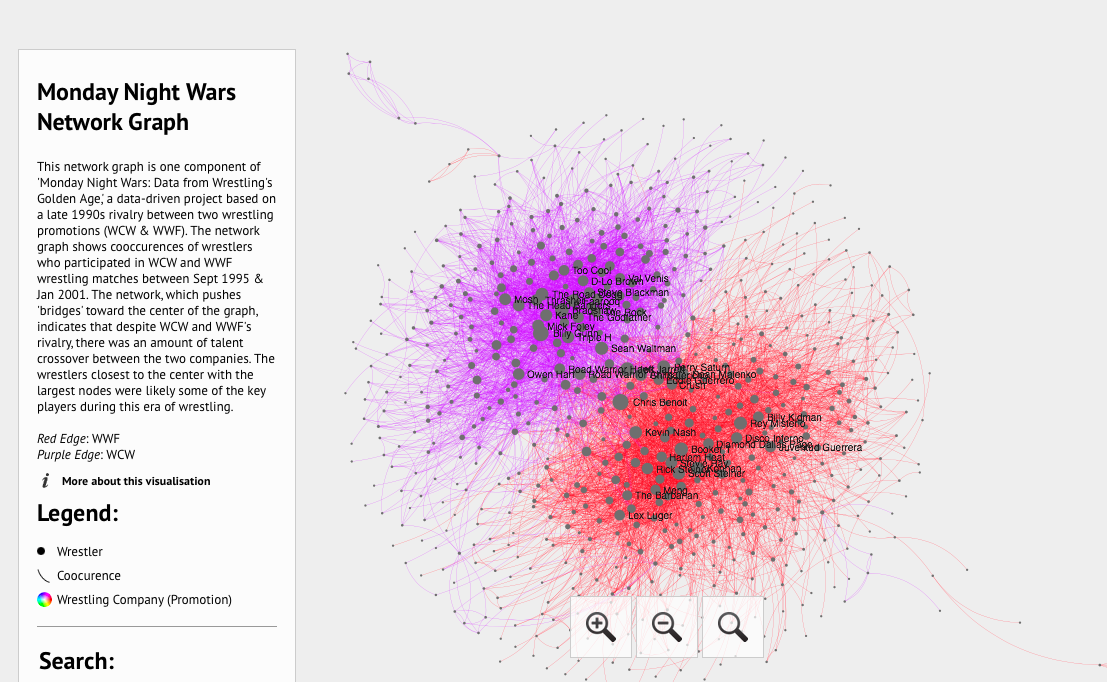 Monday Night Wars
Network Graph
This network graph is one component of
'Monday Night Wars: Data from Wrestling's
Golden Age,' a data-driven project based on
a late 1990s rivalry between two wrestling
promotions (WCW & WWF). The network
graph shows cooccurences of wrestlers
who participated in WCW and WWF
wrestling matches between Sept 1995 &
Jan 2001. The network, which pushes
'bridges' toward the center of the graph,
indicates that despite WCW and WWF's
rivalry, there was an amount of talent
crossover between the two companies. The
wrestlers closest to the center with the
largest nodes were likely some of the key
players during this era of wrestling.
Red Edge: WWF
Purple Edge: WCW
i More about this visualisation
Legend:
Wrestler
Coocurence
Wrestling Company (Promotion)
Search:
Too Cool
Val Venis
D-Lo Brown
The Road Dogg
Steve Blackman
Mosh
Thrasher
Faarooq
The Head Bangers
Bradshaw
The Rock
Kane
The Godfather
Mick Foley
Billy Gunn
Triple H
Sean Waltman
Owen Hart
Road Warrior Hawk
Jeff Jarrett
Perry Saturn
Road Warrior Animal
Dean Malenko
Eddie Guerrero
Crush
Chris Benoit
Billy Kidman
Rey Misterio
Kevin Nash
Disco Inferno
Diamond Dallas Page
Juventud Guerrera
Booker T
Harlem Heat
Stevie Ray
Rick Steiner
Konnan
Scott Steiner
Meng
The Barbarian
Lex Luger